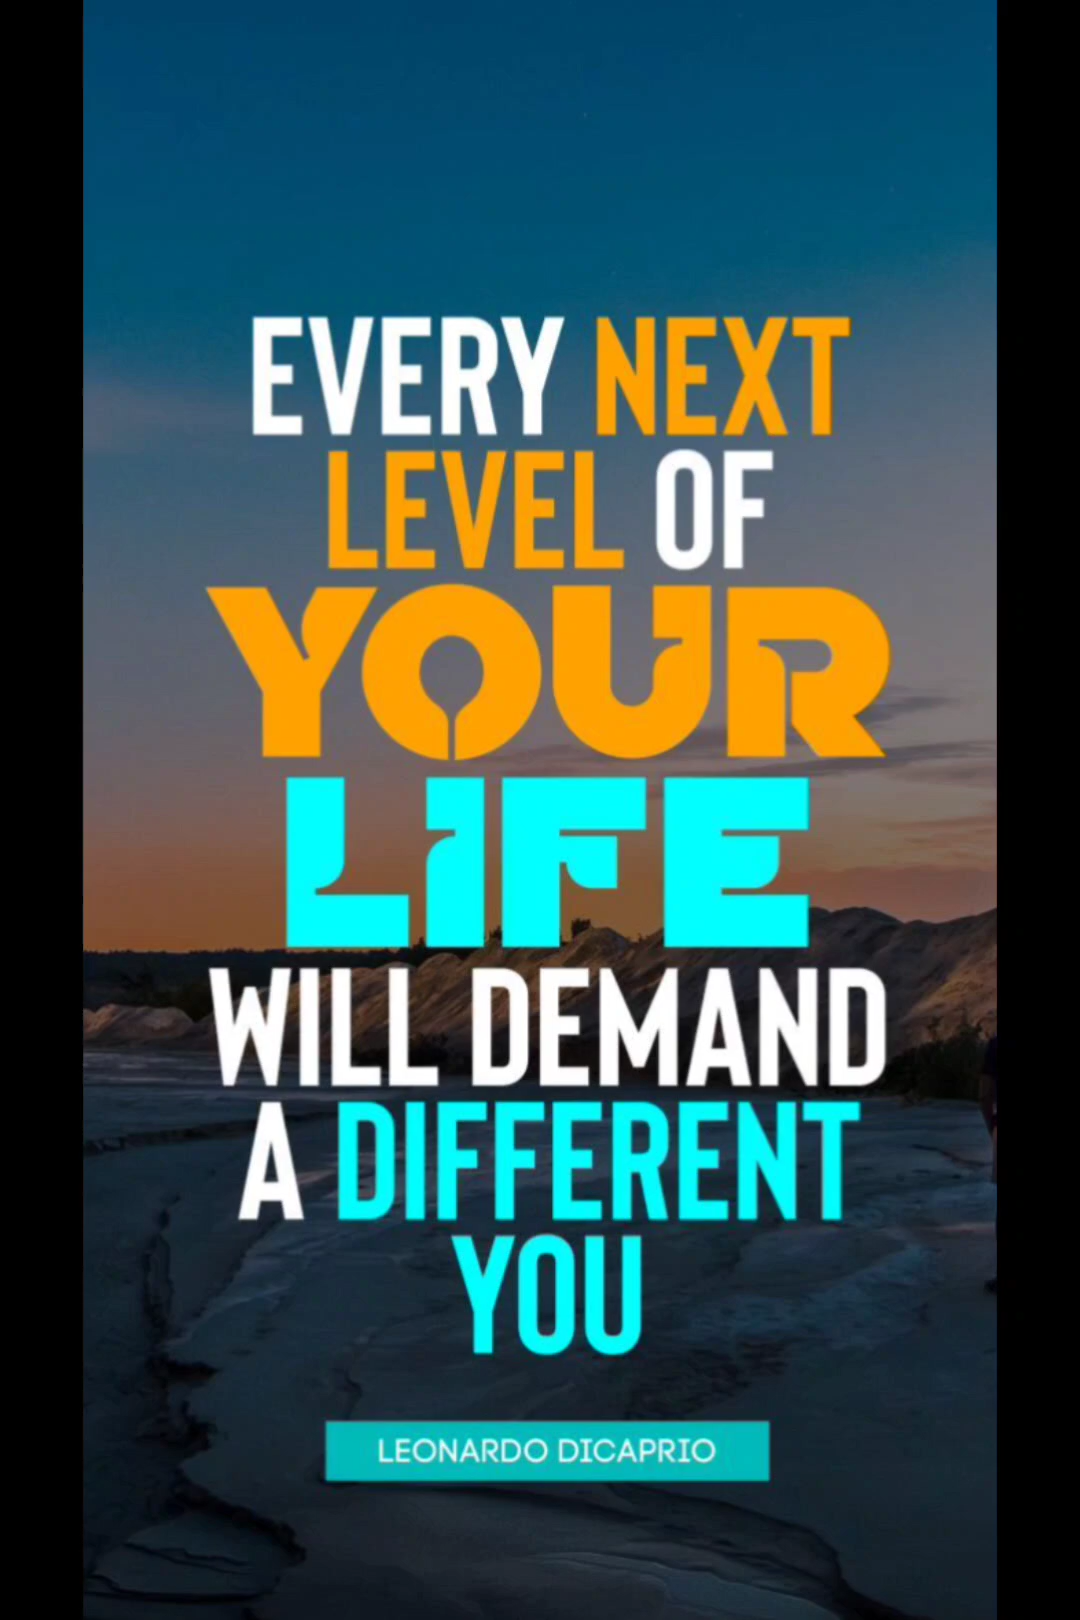 EVERY NEXT
LEVEL OF
YOUR
LIFE
WILL DEMAND
A DIFFERENT
YOU
LEONARDO DICAPRIO